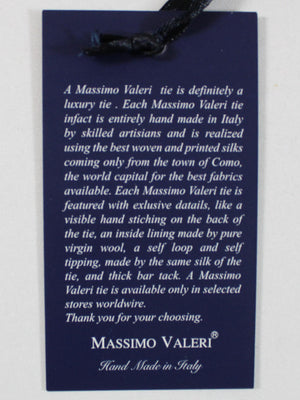 A Massimo Valeri tie is definitely a
luxury tie . Each Massimo Valeri tie
infact is entirely hand made in Italy
by skilled artisians and is realized
using the best woven and printed silks
coming only from the town of Como,
the world capital for the best fabrics
available. Each Massimo Valeri tie is
featured with exlusive datails, like a
visible hand stiching on the back of
the tie, an inside lining made by pure
virgin wool, a self loop and self
tipping, made by the same silk of the
tie, and thick bar tack. A Massimo
Valeri tie is available only in selected
stores worldwire.
Thank you for your choosing.
MASSIMO VALERI®
Hand Made in Italy